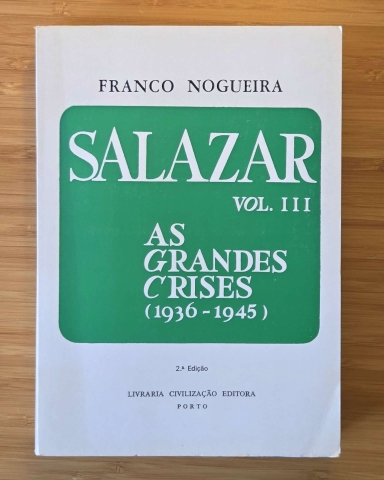 FRANCO NOGUEIRA
SALAZAR
VOL. III
AS
GRANDES
CRISES
(1936-1945)
2.ª Edição
LIVRARIA CIVILIZAÇÃO EDITORA
PORTO